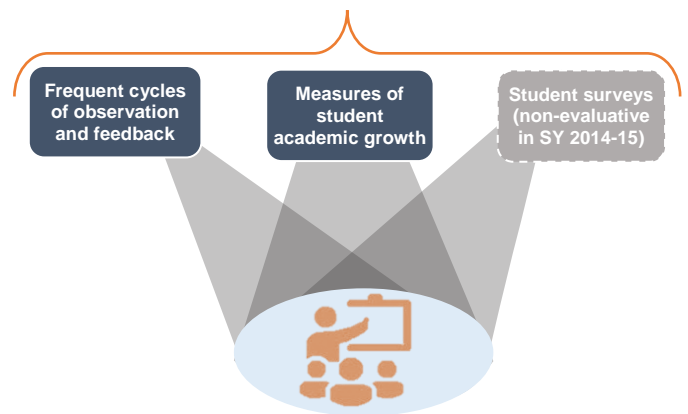 Frequent cycles
of observation
and feedback
Measures of
student
academic growth
Student surveys
(non-evaluative
in SY 2014-15)